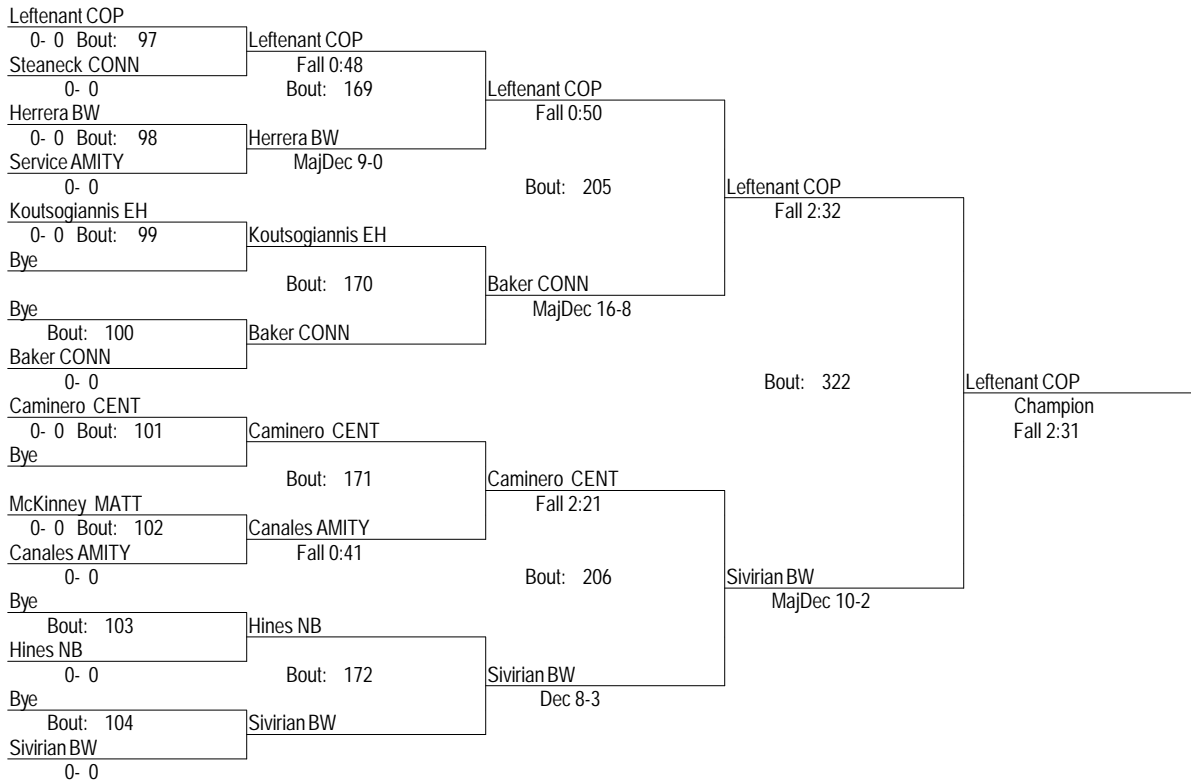 Leftenant COP
0- 0 Bout: 97
Leftenant COP
Steaneck CONN
Fall 0:48
0- 0
Bout: 169
Leftenant COP
Herrera BW
Fall 0:50
0- 0 Bout: 98
Herrera BW
Service AMITY
MajDec 9-0
0- 0
Bout: 205
Leftenant COP
Koutsogiannis EH
Fall 2:32
0- 0 Bout: 99
Koutsogiannis EH
Bye
Bout: 170
Baker CONN
Bye
MajDec 16-8
Bout: 100
Baker CONN
Baker CONN
0- 0
Bout: 322
Leftenant COP
Caminero CENT
Champion
0- 0 Bout: 101
Caminero CENT
Fall 2:31
Bye
Bout: 171
Caminero CENT
McKinney MATT
Fall 2:21
0- 0 Bout: 102
Canales AMITY
Canales AMITY
Fall 0:41
0- 0
Bout: 206
Sivirian BW
Bye
MajDec 10-2
Bout: 103
Hines NB
Hines NB
0- 0
Bout: 172
Sivirian BW
Bye
Dec 8-3
Bout: 104
Sivirian BW
Sivirian BW
0- 0